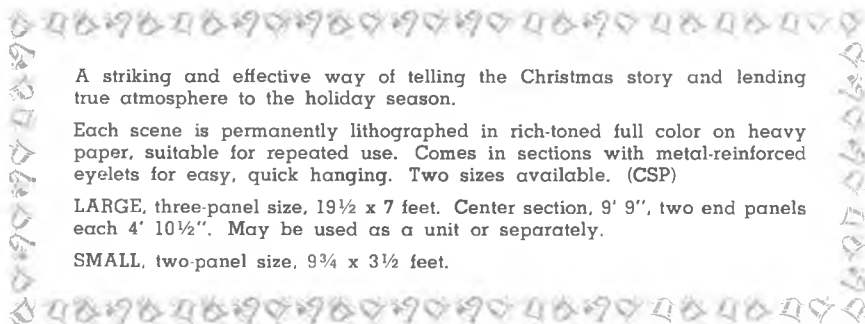 A striking and effective way of telling the Christmas story and lending
true atmosphere to the holiday season.
Each scene is permanently lithographed in rich-toned full color on heavy
paper, suitable for repeated use. Comes in sections with metal-reinforced
eyelets for easy, quick hanging. Two sizes available. (CSP)
LARGE, three-panel size, 19½ x 7 feet. Center section, 9' 9", two end panels
each 4' 10½". May be used as a unit or separately.
SMALL, two-panel size, 9¾ x 3½ feet.